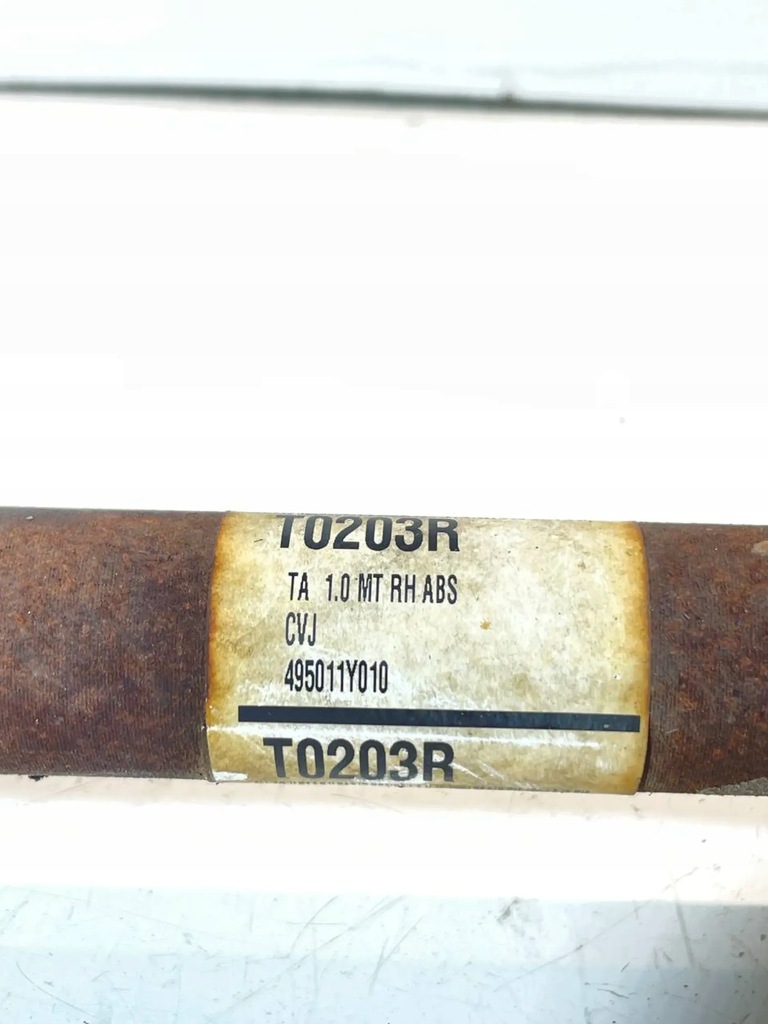 T0203R
TA 1.0 MT RH ABS
CVJ
495011Y010
T0203R